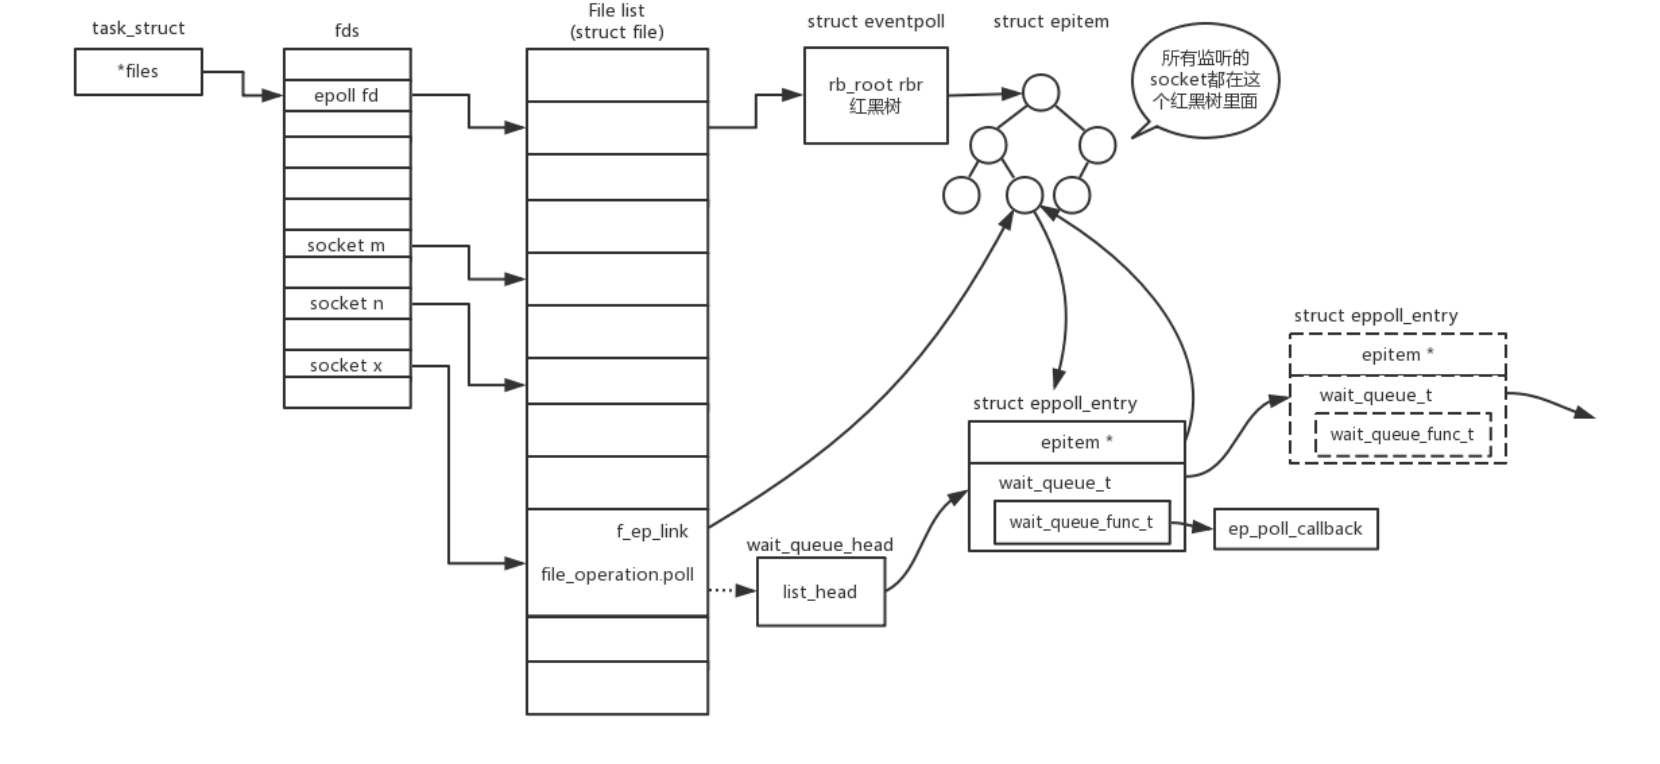 task_struct
*files
fds
epoll fd
socket m
socket n
socket x
File list
(struct file)
f_ep_link
file_operation.poll
struct eventpoll
rb_root rbr
红黑树
struct epitem
所有监听的
socket都在这
个红黑树里面
wait_queue_head
list_head
struct eppoll_entry
epitem *
wait_queue_t
wait_queue_func_t
ep_poll_callback
struct eppoll_entry
epitem *
wait_queue_t
wait_queue_func_t